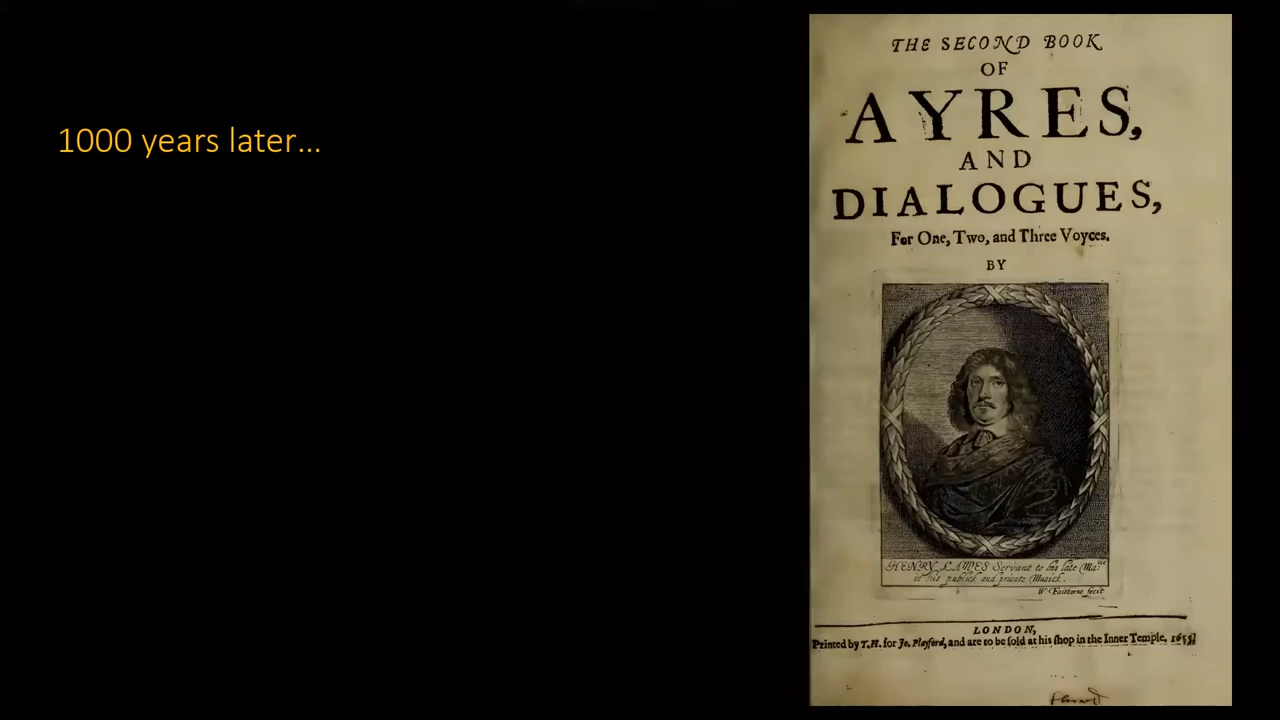 1000 years later...
THE SECOND BOOK
OF
AYRES,
AND
DIALOGUES,
For One, Two, and Three Voyces.
BY
HENRY LAWES Servant to his late Ma:tie
in his publick and private Musick.
W. Faithorne fecit
LONDON,
Printed by T.H. for Jo. Playford, and are to be sold at his shop in the Inner Temple, 1655